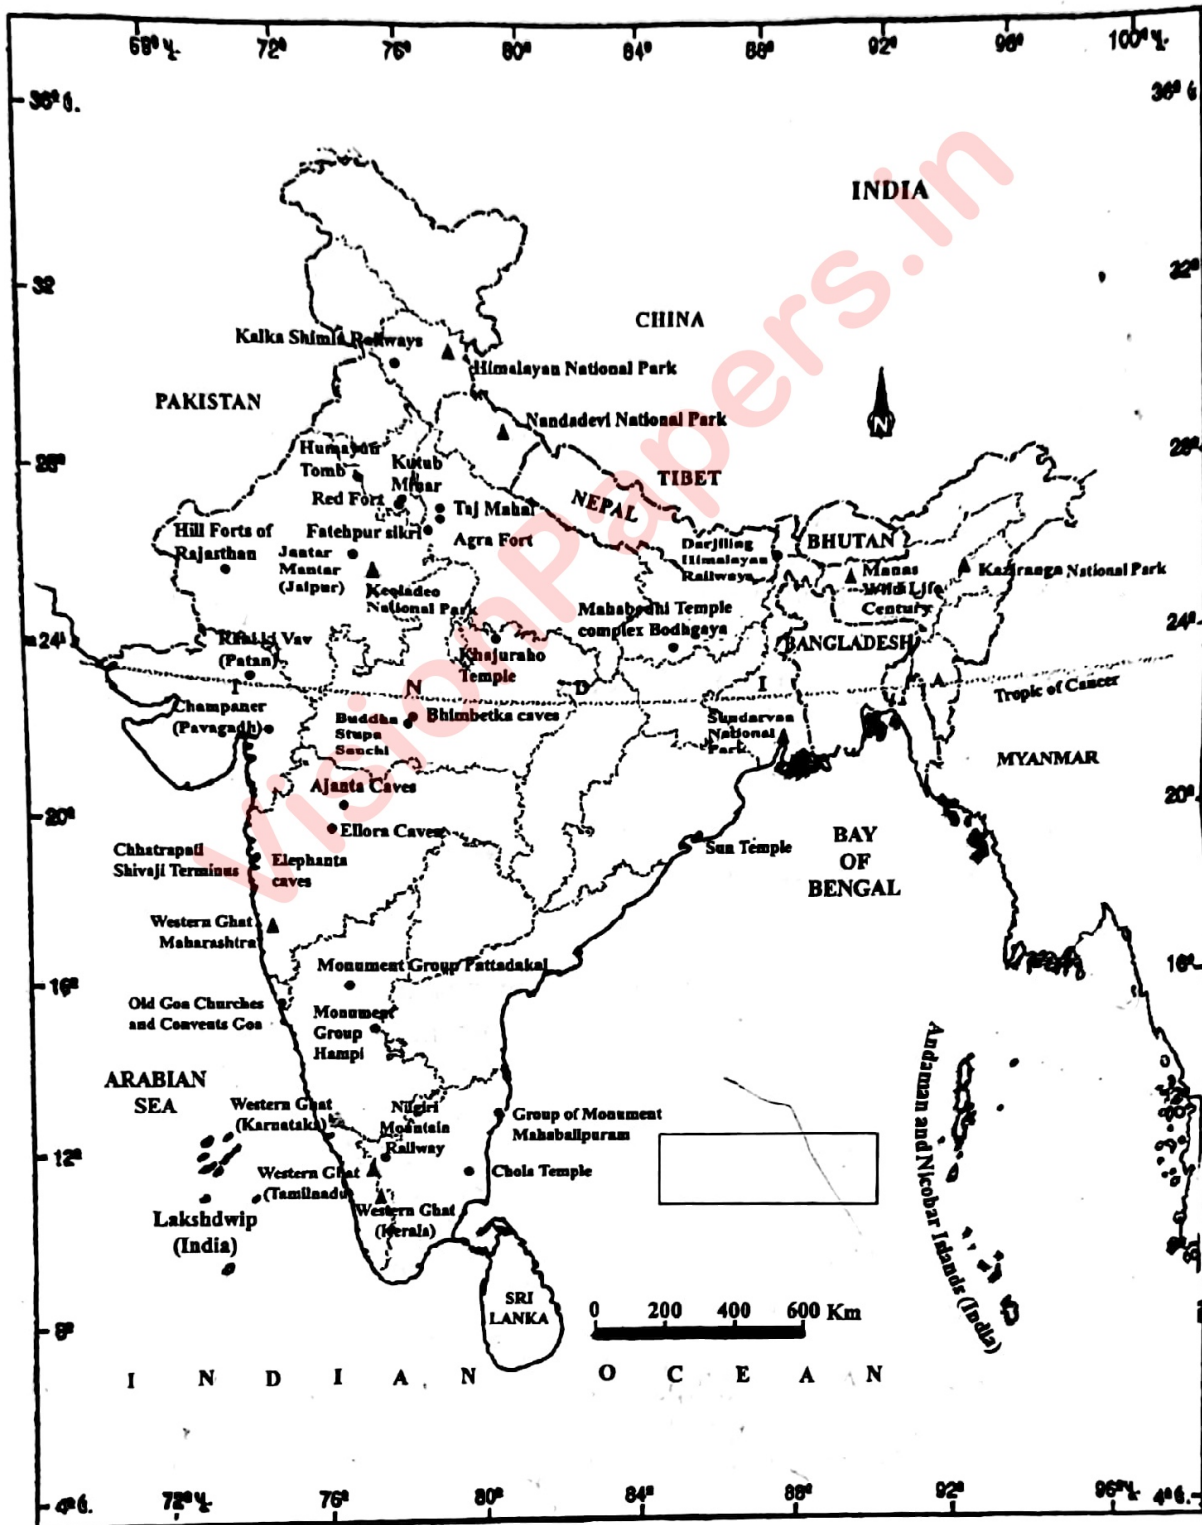 68° પૂ. 72° 76° 80° 84° 88° 92° 96° 100° પૂ.
36° ઉ. 36° ઉ
INDIA
32 32°
CHINA
Kalka Shimla Railways
Himalayan National Park
PAKISTAN
Nandadevi National Park
N
28° 28°
Humayun
Tomb
Kutub
Minar
TIBET
NEPAL
Red Fort
Taj Mahal
Hill Forts of
Rajasthan
Fatehpur sikri
Agra Fort
Jantar
Mantar
(Jaipur)
Darjiling
Himalayan
Railways
BHUTAN
Manas
Wild Life
Century
Kaziranga National Park
Keoladeo
National Park
Mahabodhi Temple
complex Bodhgaya
24° 24°
BANGLADESH
Rani ki Vav
(Patan)
Khajuraho
Temple
I N D I A
Tropic of Cancer
Champaner
(Pavagadh)
Buddha
Stupa
Sanchi
Bhimbetka caves
Sundarvan
National
Park
MYANMAR
Ajanta Caves
20° 20°
Ellora Caves
Sun Temple
BAY
OF
BENGAL
Chhatrapati
Shivaji Terminus
Elephanta
caves
Western Ghat
Maharashtra
Monument Group Pattadakal
16° 16°
Old Goa Churches
and Convents Goa
Monument
Group
Hampi
Andaman and Nicobar Islands (India)
ARABIAN
SEA
Western Ghat
(Karnataka)
Nilgiri
Mountain
Railway
Group of Monument
Mahabalipuram
12°
Western Ghat
(Tamilnadu)
Chola Temple
Western Ghat
(Kerala)
Lakshdwip
(India)
SRI
LANKA
0 200 400 600 Km
8° 8
INDIAN OCEAN
4° ઉ. 4° ઉ.
72° પૂ 76° 80° 84° 88° 92° 96° પૂ.
VisionPapers.in